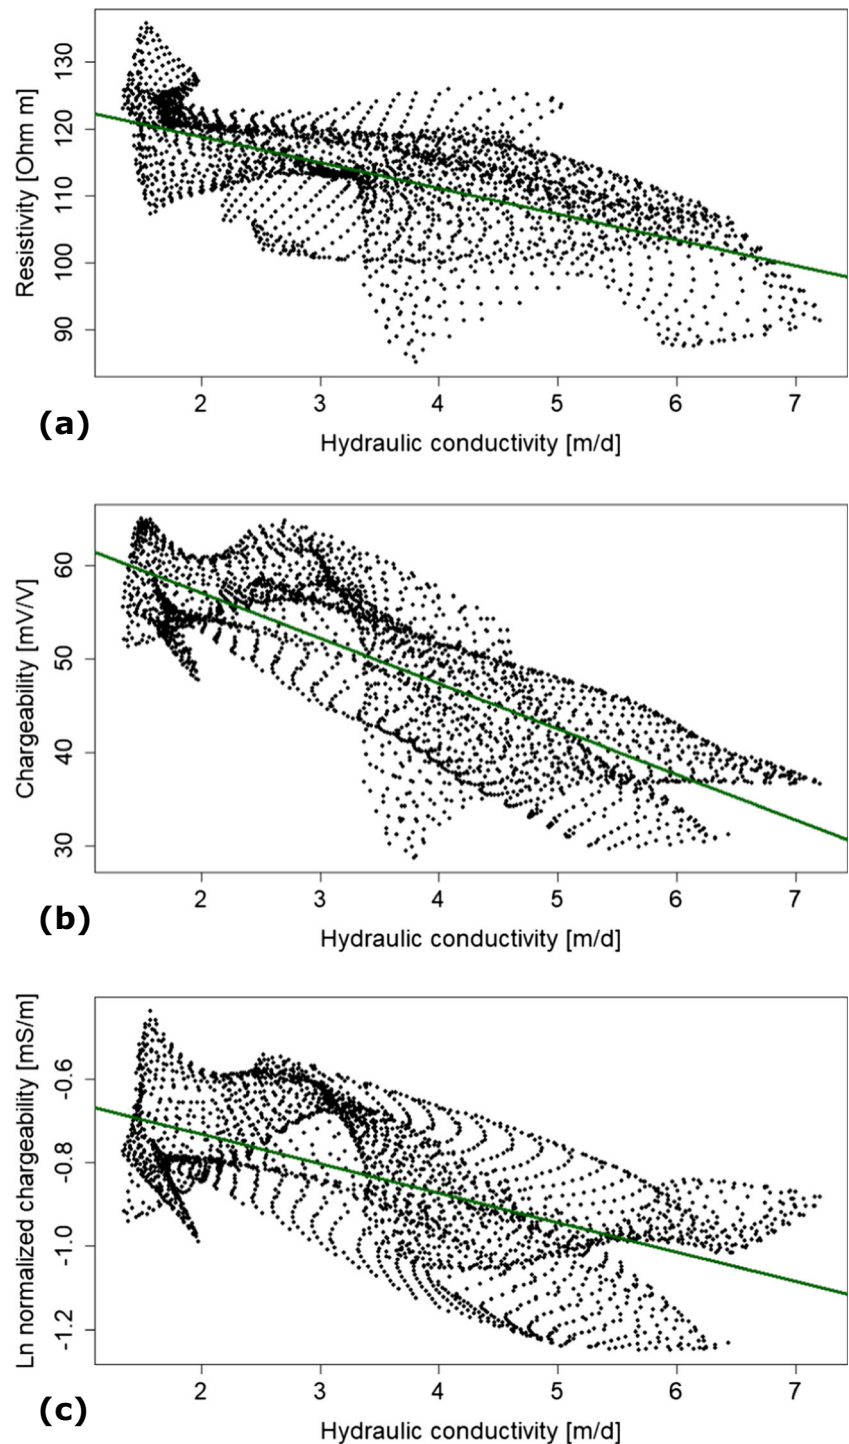 Resistivity [Ohm m]
130
120
110
100
90
2 3 4 5 6 7
(a)
Hydraulic conductivity [m/d]
Chargeability [mV/V]
60
50
40
30
2 3 4 5 6 7
(b)
Hydraulic conductivity [m/d]
Ln normalized chargeability [mS/m]
-0.6
-0.8
-1.0
-1.2
2 3 4 5 6 7
(c)
Hydraulic conductivity [m/d]